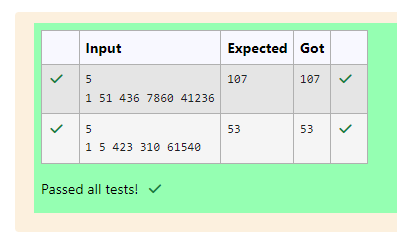 Input Expected Got
5 107 107
1 51 436 7860 41236
5 53 53
1 5 423 310 61540
Passed all tests!